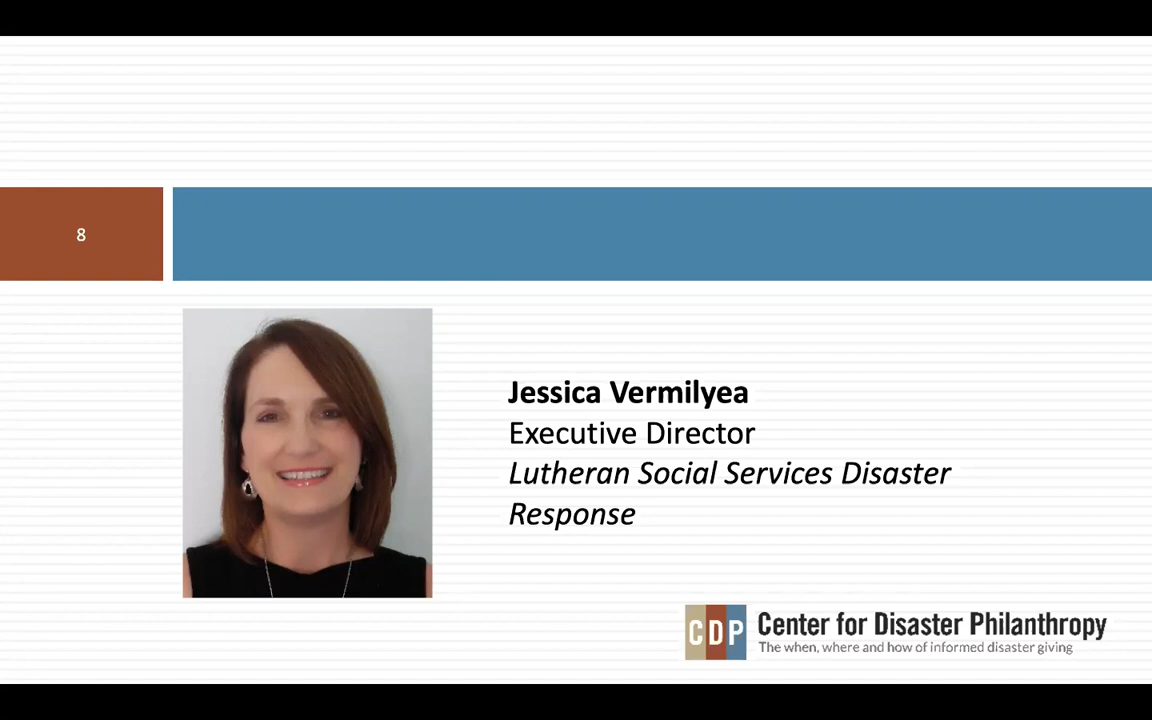 8
Jessica Vermilyea
Executive Director
Lutheran Social Services Disaster
Response
CDP
Center for Disaster Philanthropy
The when, where and how of informed disaster giving